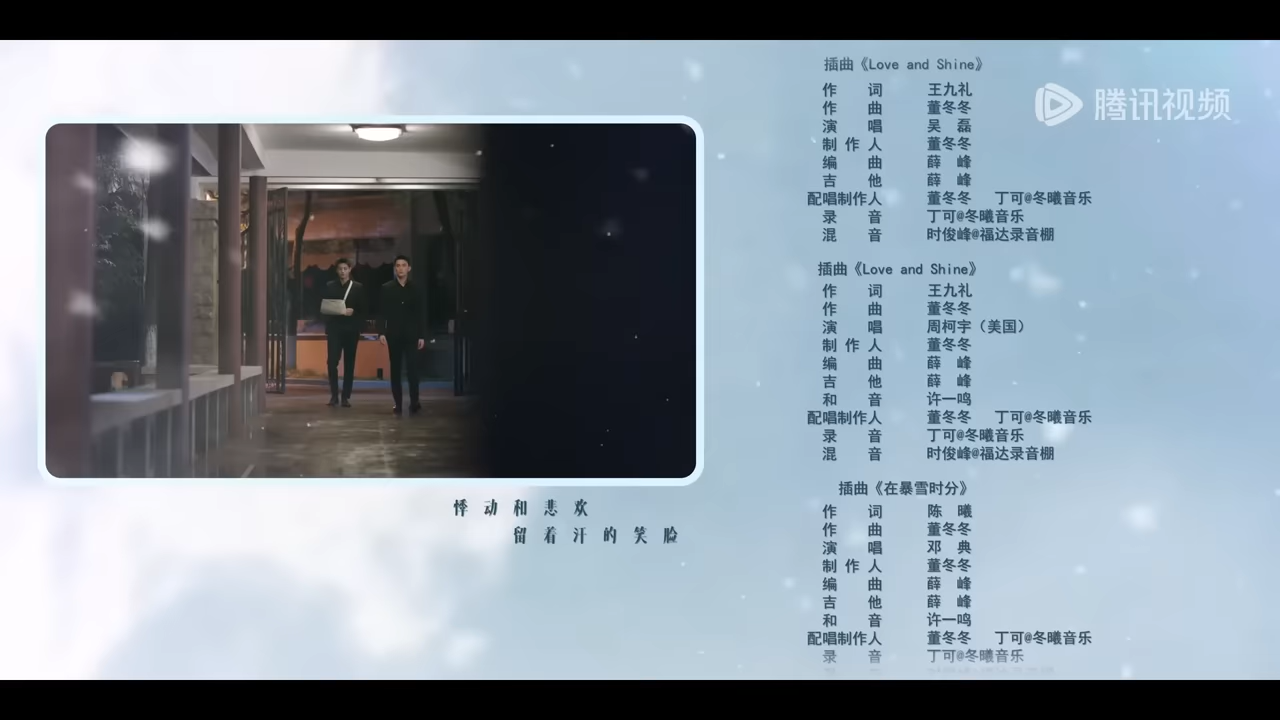 腾讯视频
悸动和悲欢
留着汗的笑脸
插曲《Love and Shine》
作词 王九礼
作曲 董冬冬
演唱 吴磊
制作人 董冬冬
编曲 薛峰
吉他 薛峰
配唱制作人 董冬冬 丁可@冬曦音乐
录音 丁可@冬曦音乐
混音 时俊峰@福达录音棚
插曲《Love and Shine》
作词 王九礼
作曲 董冬冬
演唱 周柯宇（美国）
制作人 董冬冬
编曲 薛峰
吉他 薛峰
和音 许一鸣
配唱制作人 董冬冬 丁可@冬曦音乐
录音 丁可@冬曦音乐
混音 时俊峰@福达录音棚
插曲《在暴雪时分》
作词 陈曦
作曲 董冬冬
演唱 邓典
制作人 董冬冬
编曲 薛峰
吉他 薛峰
和音 许一鸣
配唱制作人 董冬冬 丁可@冬曦音乐
录音 丁可@冬曦音乐